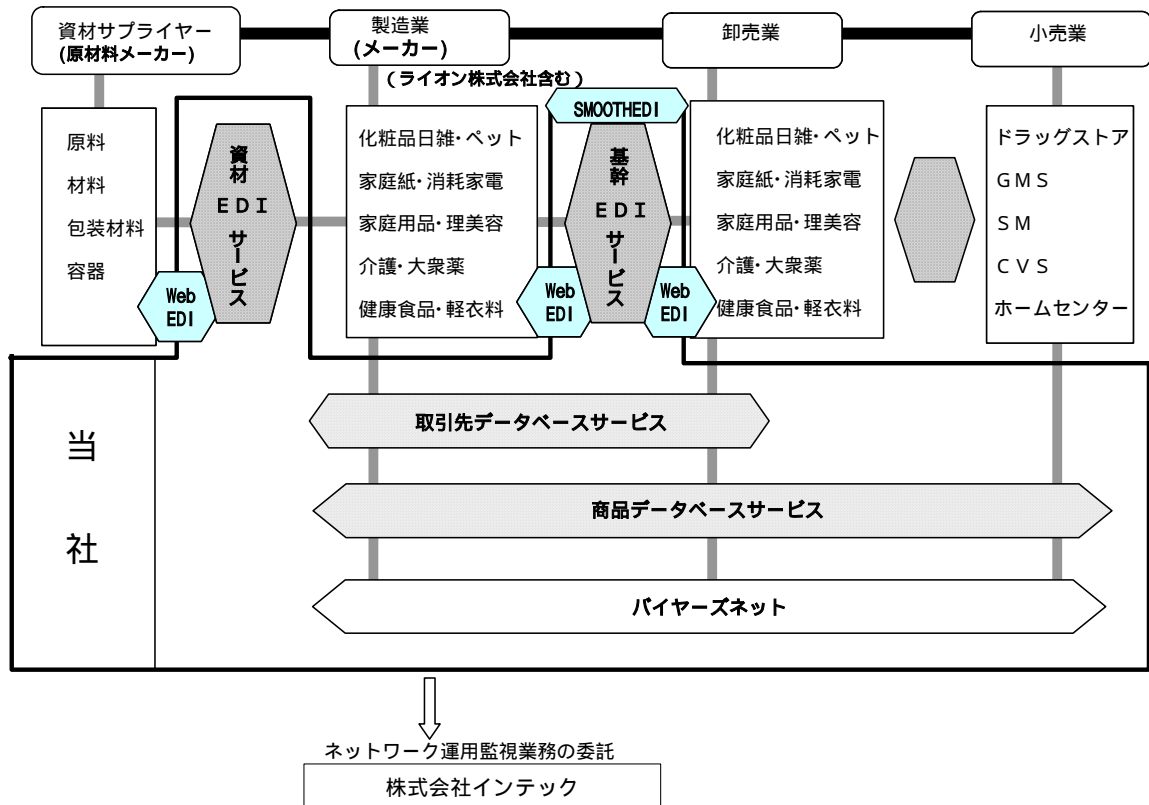 資材サプライヤー
(原材料メーカー)
製造業
(メーカー)
卸売業
小売業
(ライオン株式会社含む)
原料
材料
包装材料
容器
資材EDIサービス
Web
EDI
化粧品日雑・ペット
家庭紙・消耗家電
家庭用品・理美容
介護・大衆薬
健康食品・軽衣料
SMOOTHEDI
基幹EDIサービス
Web
EDI
Web
EDI
化粧品日雑・ペット
家庭紙・消耗家電
家庭用品・理美容
介護・大衆薬
健康食品・軽衣料
ドラッグストア
GMS
SM
CVS
ホームセンター
当社
取引先データベースサービス
商品データベースサービス
バイヤーズネット
ネットワーク運用監視業務の委託
株式会社インテック